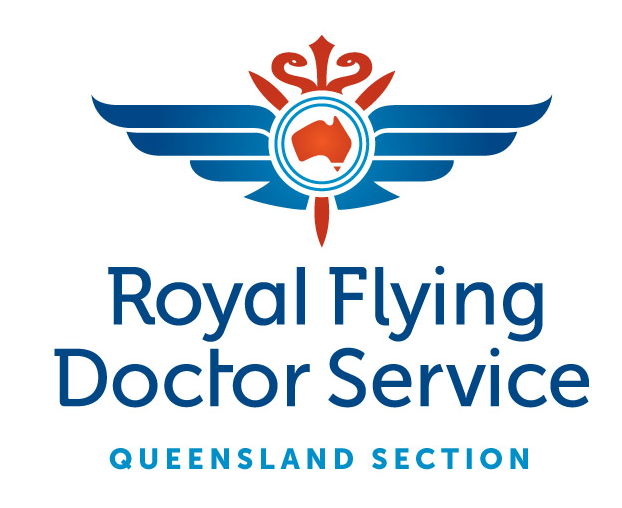 Royal Flying
Doctor Service
QUEENSLAND SECTION